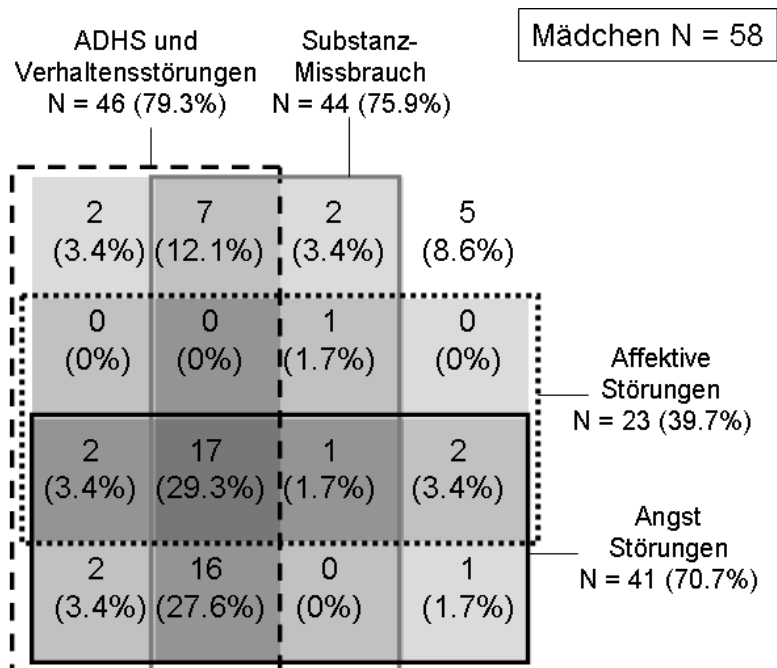 Mädchen N = 58
ADHS und
Verhaltensstörungen
N = 46 (79.3%)
Substanz-
Missbrauch
N = 44 (75.9%)
2 7 2 5
(3.4%) (12.1%) (3.4%) (8.6%)
0 0 1 0
(0%) (0%) (1.7%) (0%)
Affektive
Störungen
N = 23 (39.7%)
2 17 1 2
(3.4%) (29.3%) (1.7%) (3.4%)
Angst
Störungen
N = 41 (70.7%)
2 16 0 1
(3.4%) (27.6%) (0%) (1.7%)